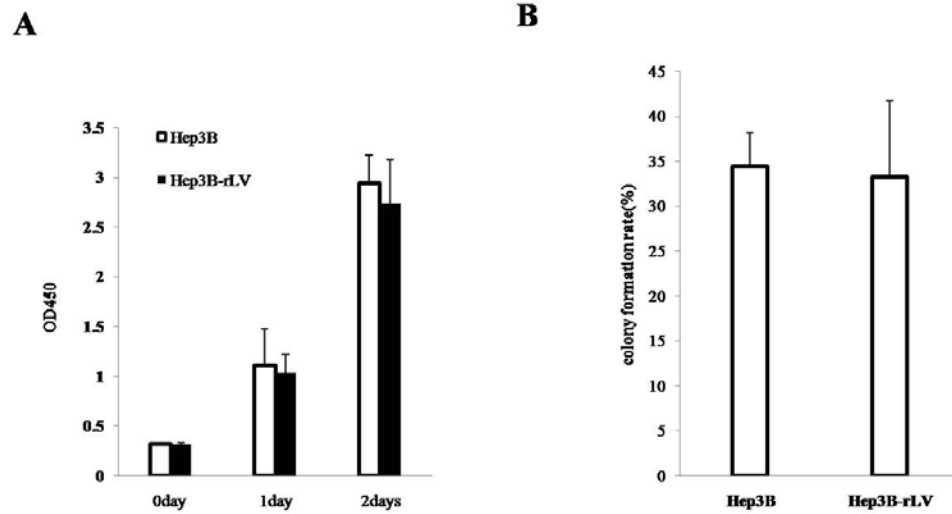 A
3.5
3
2.5
2
1.5
1
0.5
0
OD450
Hep3B
Hep3B-rLV
0day 1day 2days
B
45
40
35
30
25
20
15
10
5
0
colony formation rate(%)
Hep3B Hep3B-rLV